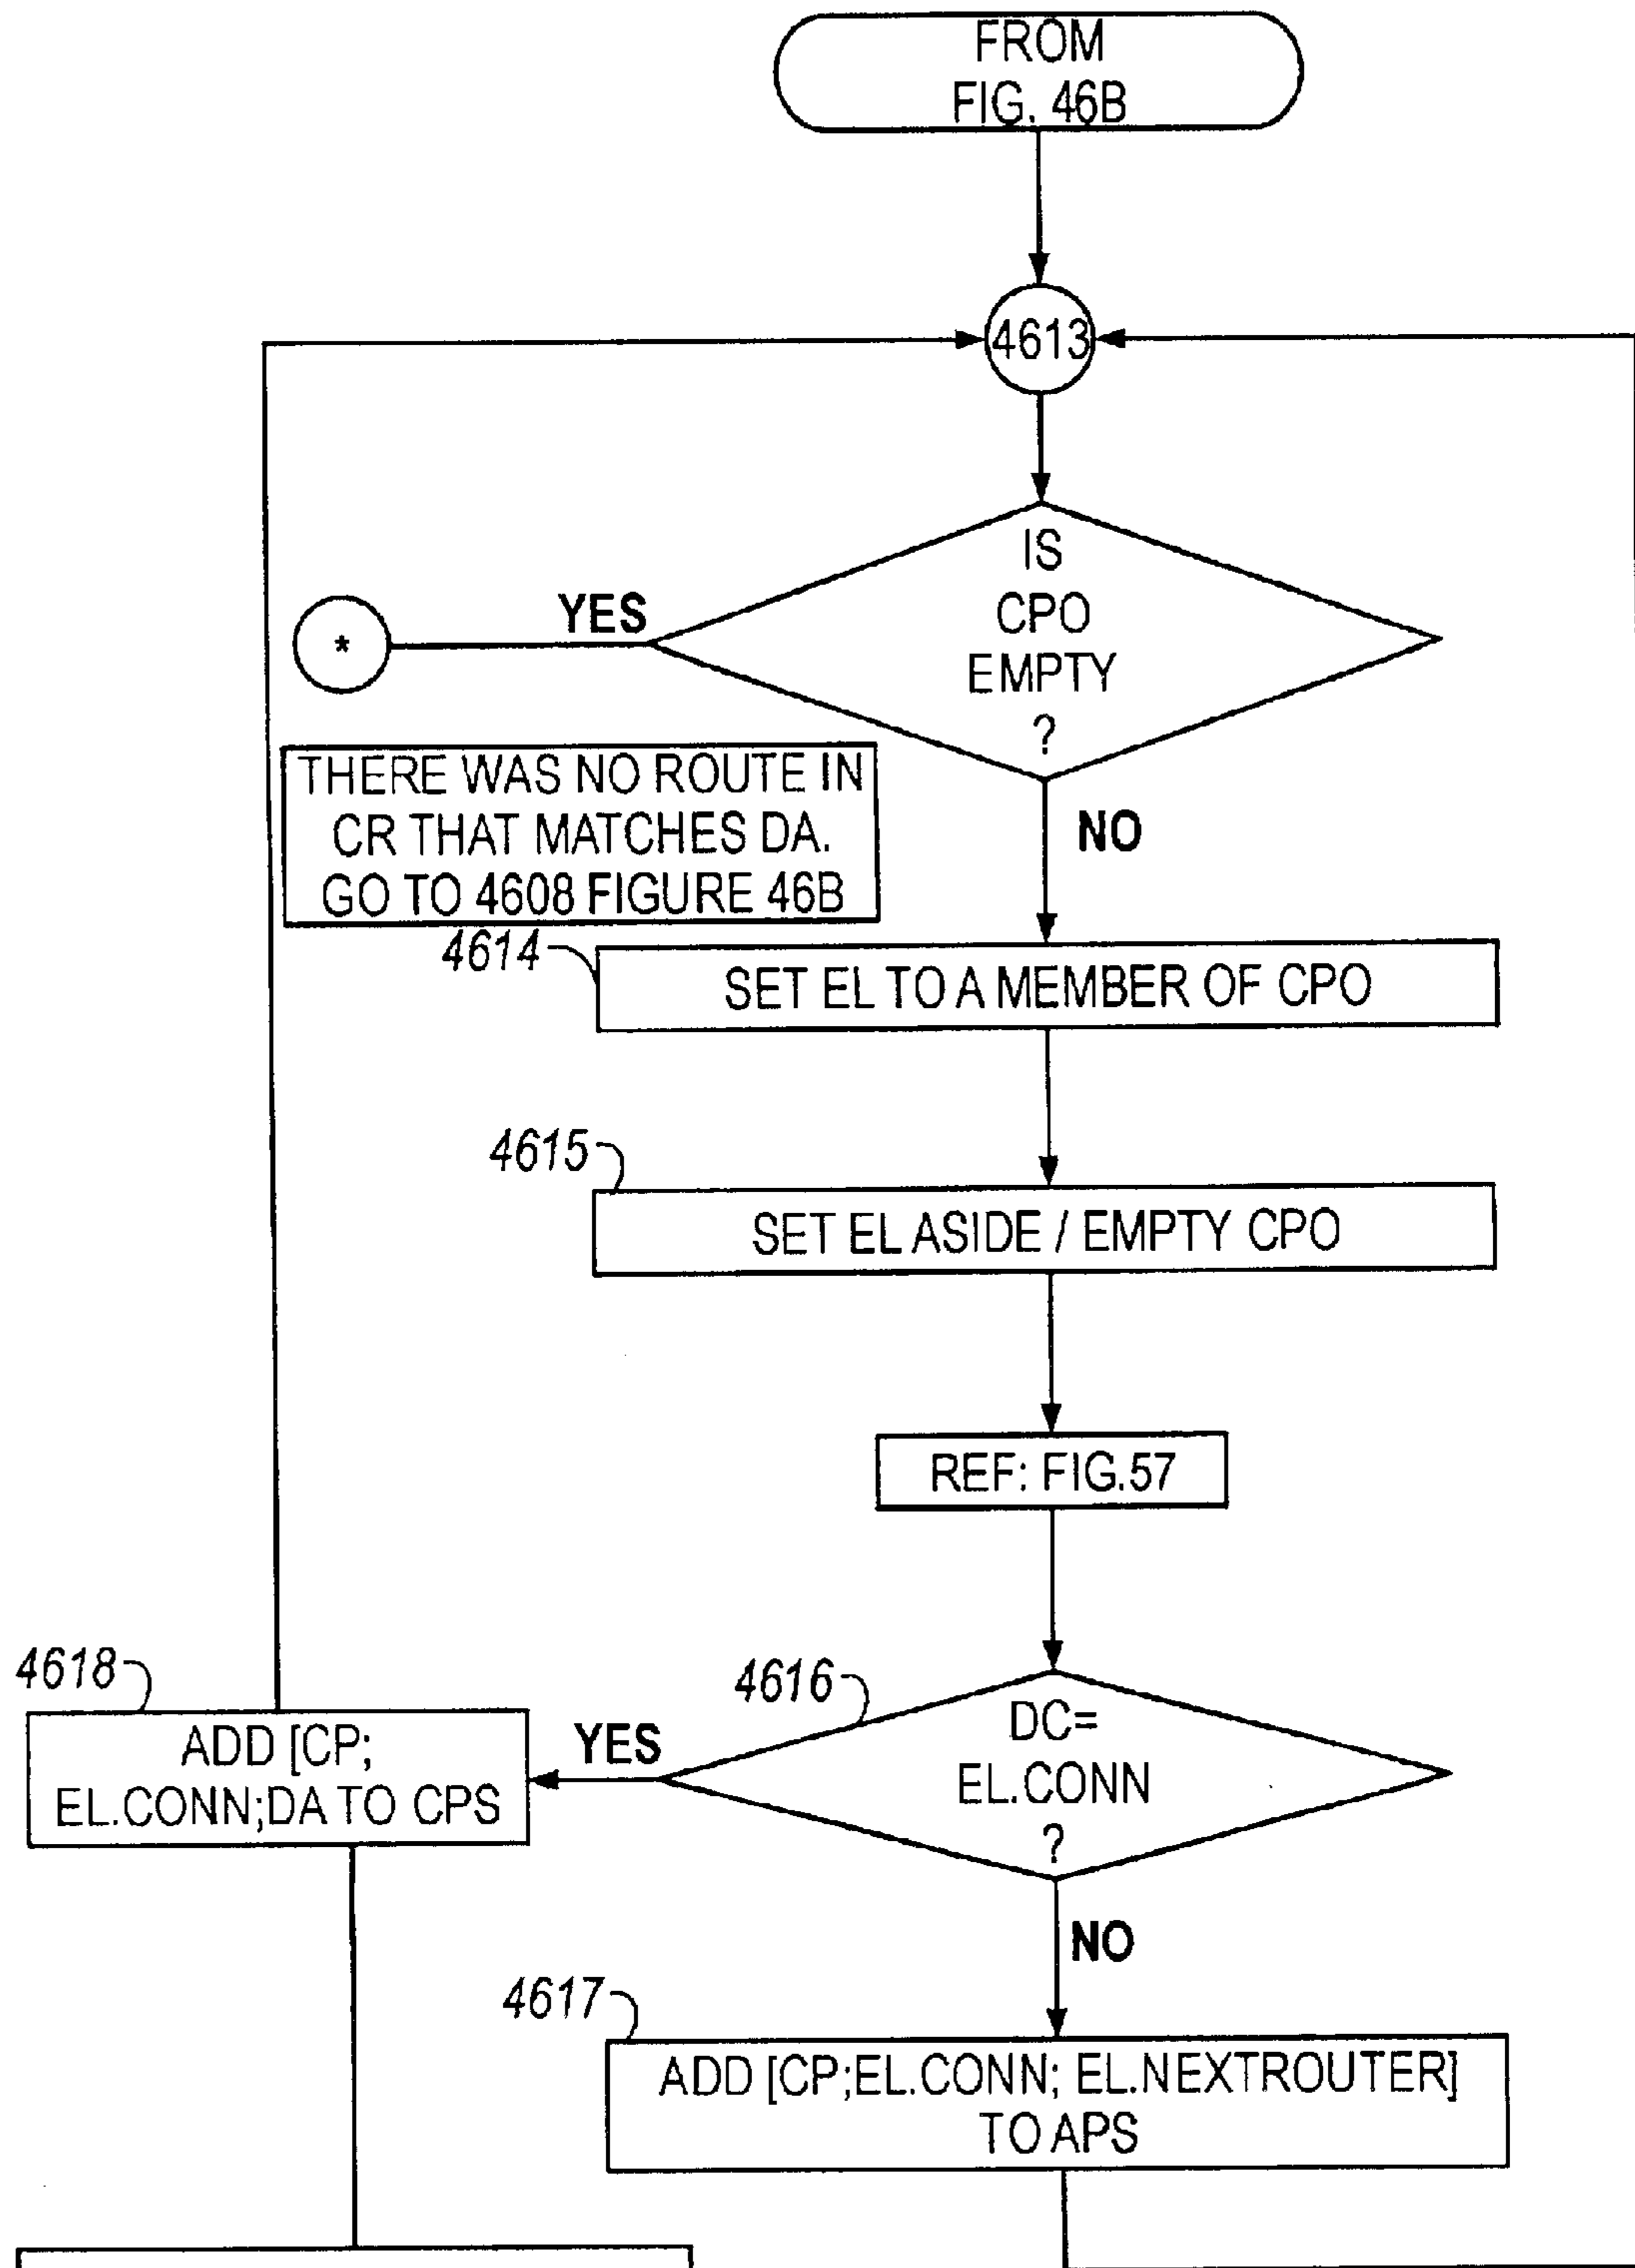 FROM
FIG. 46B
4613
IS
CPO
EMPTY
?
YES
*
NO
THERE WAS NO ROUTE IN
CR THAT MATCHES DA.
GO TO 4608 FIGURE 46B
4614
SET EL TO A MEMBER OF CPO
4615
SET EL ASIDE / EMPTY CPO
REF: FIG.57
4616
DC=
EL.CONN
?
YES
4618
ADD [CP;
EL.CONN;DA TO CPS
NO
4617
ADD [CP;EL.CONN; EL.NEXTROUTER]
TO APS